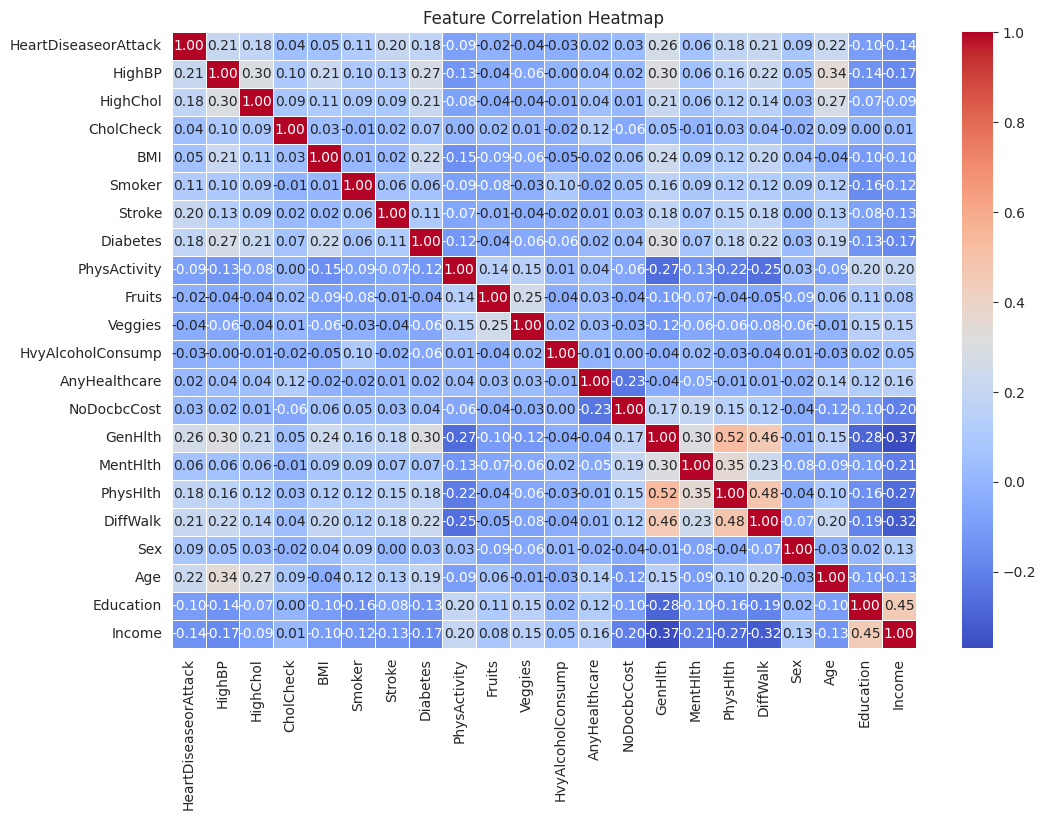 Feature Correlation Heatmap
HeartDiseaseorAttack 1.00 0.21 0.18 0.04 0.05 0.11 0.20 0.18 -0.09 -0.02 -0.04 -0.03 0.02 0.03 0.26 0.06 0.18 0.21 0.09 0.22 -0.10 -0.14
HighBP 0.21 1.00 0.30 0.10 0.21 0.10 0.13 0.27 -0.13 -0.04 -0.06 -0.00 0.04 0.02 0.30 0.06 0.16 0.22 0.05 0.34 -0.14 -0.17
HighChol 0.18 0.30 1.00 0.09 0.11 0.09 0.09 0.21 -0.08 -0.04 -0.04 -0.01 0.04 0.01 0.21 0.06 0.12 0.14 0.03 0.27 -0.07 -0.09
CholCheck 0.04 0.10 0.09 1.00 0.03 -0.01 0.02 0.07 0.00 0.02 0.01 -0.02 0.12 -0.06 0.05 -0.01 0.03 0.04 -0.02 0.09 0.00 0.01
BMI 0.05 0.21 0.11 0.03 1.00 0.01 0.02 0.22 -0.15 -0.09 -0.06 -0.05 -0.02 0.06 0.24 0.09 0.12 0.20 0.04 -0.04 -0.10 -0.10
Smoker 0.11 0.10 0.09 -0.01 0.01 1.00 0.06 0.06 -0.09 -0.08 -0.03 0.10 -0.02 0.05 0.16 0.09 0.12 0.12 0.09 0.12 -0.16 -0.12
Stroke 0.20 0.13 0.09 0.02 0.02 0.06 1.00 0.11 -0.07 -0.01 -0.04 -0.02 0.01 0.03 0.18 0.07 0.15 0.18 0.00 0.13 -0.08 -0.13
Diabetes 0.18 0.27 0.21 0.07 0.22 0.06 0.11 1.00 -0.12 -0.04 -0.06 -0.06 0.02 0.04 0.30 0.07 0.18 0.22 0.03 0.19 -0.13 -0.17
PhysActivity -0.09 -0.13 -0.08 0.00 -0.15 -0.09 -0.07 -0.12 1.00 0.14 0.15 0.01 0.04 -0.06 -0.27 -0.13 -0.22 -0.25 0.03 -0.09 0.20 0.20
Fruits -0.02 -0.04 -0.04 0.02 -0.09 -0.08 -0.01 -0.04 0.14 1.00 0.25 -0.04 0.03 -0.04 -0.10 -0.07 -0.04 -0.05 -0.09 0.06 0.11 0.08
Veggies -0.04 -0.06 -0.04 0.01 -0.06 -0.03 -0.04 -0.06 0.15 0.25 1.00 0.02 0.03 -0.03 -0.12 -0.06 -0.06 -0.08 -0.06 -0.01 0.15 0.15
HvyAlcoholConsump -0.03 -0.00 -0.01 -0.02 -0.05 0.10 -0.02 -0.06 0.01 -0.04 0.02 1.00 -0.01 0.00 -0.04 0.02 -0.03 -0.04 0.01 -0.03 0.02 0.05
AnyHealthcare 0.02 0.04 0.04 0.12 -0.02 -0.02 0.01 0.02 0.04 0.03 0.03 -0.01 1.00 -0.23 -0.04 -0.05 -0.01 0.01 -0.02 0.14 0.12 0.16
NoDocbcCost 0.03 0.02 0.01 -0.06 0.06 0.05 0.03 0.04 -0.06 -0.04 -0.03 0.00 -0.23 1.00 0.17 0.19 0.15 0.12 -0.04 -0.12 -0.10 -0.20
GenHlth 0.26 0.30 0.21 0.05 0.24 0.16 0.18 0.30 -0.27 -0.10 -0.12 -0.04 -0.04 0.17 1.00 0.30 0.52 0.46 -0.01 0.15 -0.28 -0.37
MentHlth 0.06 0.06 0.06 -0.01 0.09 0.09 0.07 0.07 -0.13 -0.07 -0.06 0.02 -0.05 0.19 0.30 1.00 0.35 0.23 -0.08 -0.09 -0.10 -0.21
PhysHlth 0.18 0.16 0.12 0.03 0.12 0.12 0.15 0.18 -0.22 -0.04 -0.06 -0.03 -0.01 0.15 0.52 0.35 1.00 0.48 -0.04 0.10 -0.16 -0.27
DiffWalk 0.21 0.22 0.14 0.04 0.20 0.12 0.18 0.22 -0.25 -0.05 -0.08 -0.04 0.01 0.12 0.46 0.23 0.48 1.00 -0.07 0.20 -0.19 -0.32
Sex 0.09 0.05 0.03 -0.02 0.04 0.09 0.00 0.03 0.03 -0.09 -0.06 0.01 -0.02 -0.04 -0.01 -0.08 -0.04 -0.07 1.00 -0.03 0.02 0.13
Age 0.22 0.34 0.27 0.09 -0.04 0.12 0.13 0.19 -0.09 0.06 -0.01 -0.03 0.14 -0.12 0.15 -0.09 0.10 0.20 -0.03 1.00 -0.10 -0.13
Education -0.10 -0.14 -0.07 0.00 -0.10 -0.16 -0.08 -0.13 0.20 0.11 0.15 0.02 0.12 -0.10 -0.28 -0.10 -0.16 -0.19 0.02 -0.10 1.00 0.45
Income -0.14 -0.17 -0.09 0.01 -0.10 -0.12 -0.13 -0.17 0.20 0.08 0.15 0.05 0.16 -0.20 -0.37 -0.21 -0.27 -0.32 0.13 -0.13 0.45 1.00
HeartDiseaseorAttack
HighBP
HighChol
CholCheck
BMI
Smoker
Stroke
Diabetes
PhysActivity
Fruits
Veggies
HvyAlcoholConsump
AnyHealthcare
NoDocbcCost
GenHlth
MentHlth
PhysHlth
DiffWalk
Sex
Age
Education
Income
1.0
0.8
0.6
0.4
0.2
0.0
−0.2